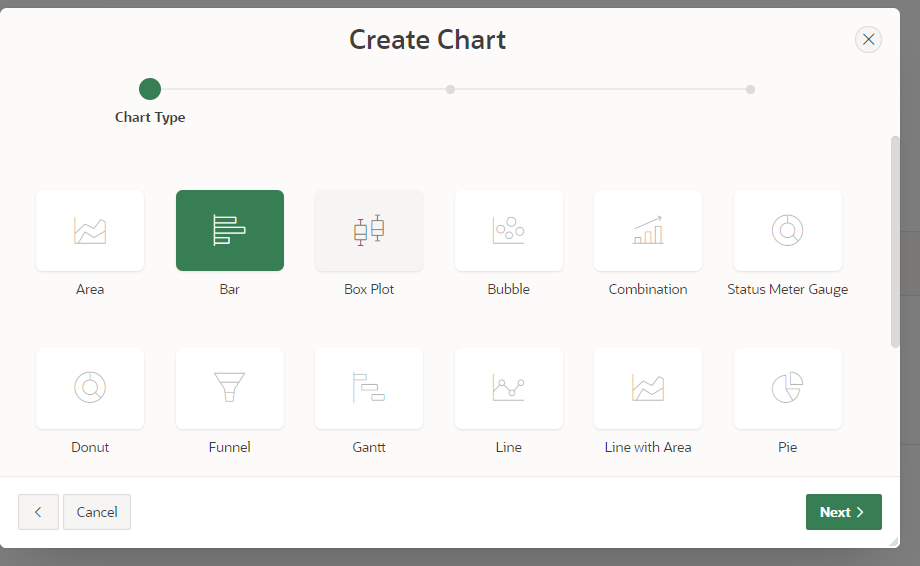 Create Chart
Chart Type
Area
Bar
Box Plot
Bubble
Combination
Status Meter Gauge
Donut
Funnel
Gantt
Line
Line with Area
Pie
Cancel
Next